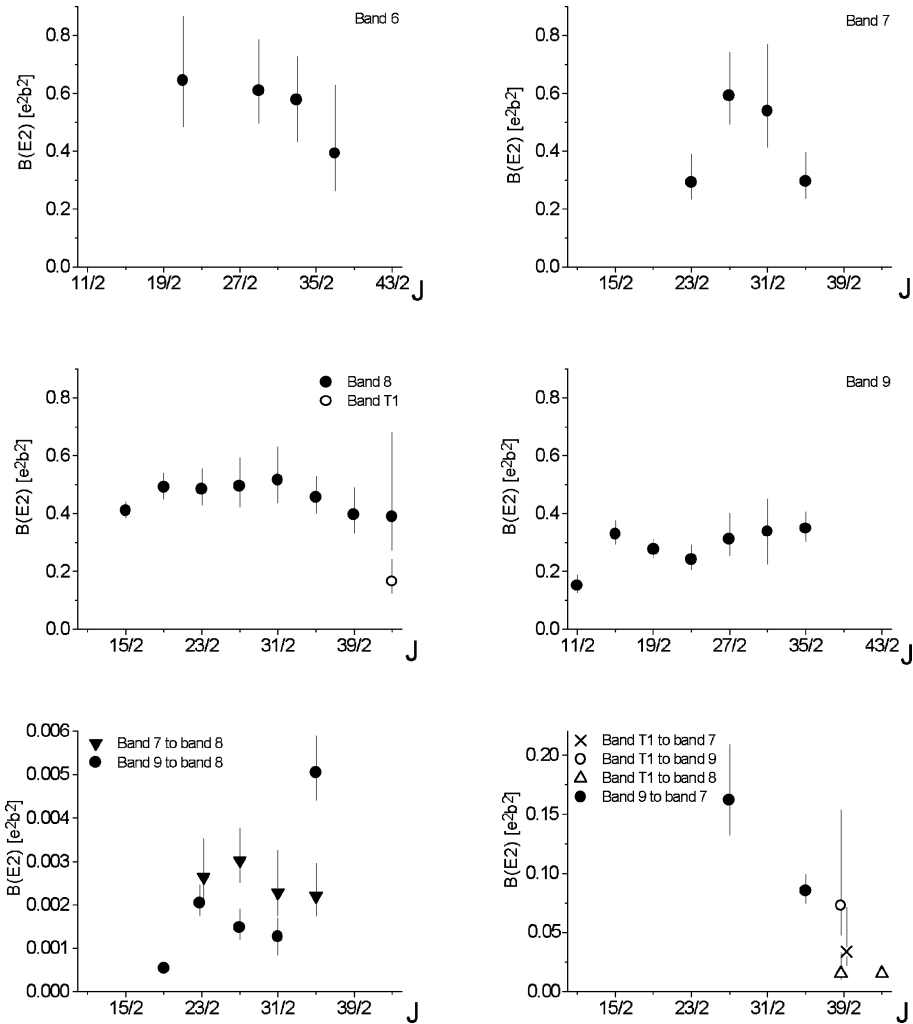 Band 6
B(E2) [e²b²]
0.8
0.6
0.4
0.2
0.0
11/2 19/2 27/2 35/2 43/2 J
Band 7
B(E2) [e²b²]
0.8
0.6
0.4
0.2
0.0
15/2 23/2 31/2 39/2 J
Band 8
Band T1
B(E2) [e²b²]
0.8
0.6
0.4
0.2
0.0
15/2 23/2 31/2 39/2 J
Band 9
B(E2) [e²b²]
0.8
0.6
0.4
0.2
0.0
11/2 19/2 27/2 35/2 43/2 J
Band 7 to band 8
Band 9 to band 8
B(E2) [e²b²]
0.006
0.005
0.004
0.003
0.002
0.001
0.000
15/2 23/2 31/2 39/2 J
Band T1 to band 7
Band T1 to band 9
Band T1 to band 8
Band 9 to band 7
B(E2) [e²b²]
0.20
0.15
0.10
0.05
0.00
15/2 23/2 31/2 39/2 J